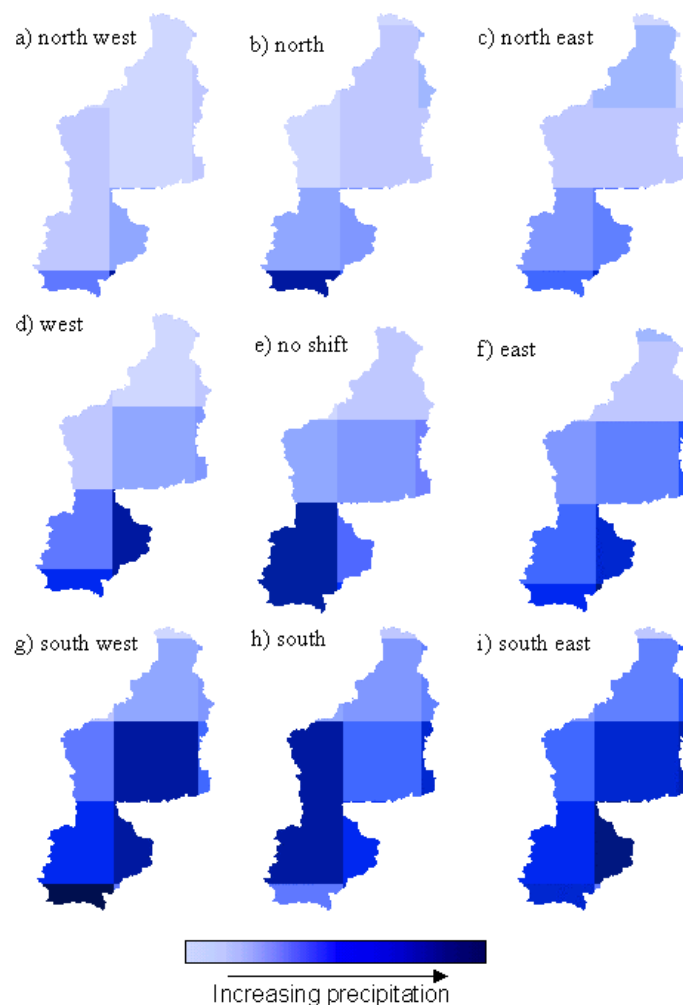 a) north west
b) north
c) north east
d) west
e) no shift
f) east
g) south west
h) south
i) south east
Increasing precipitation